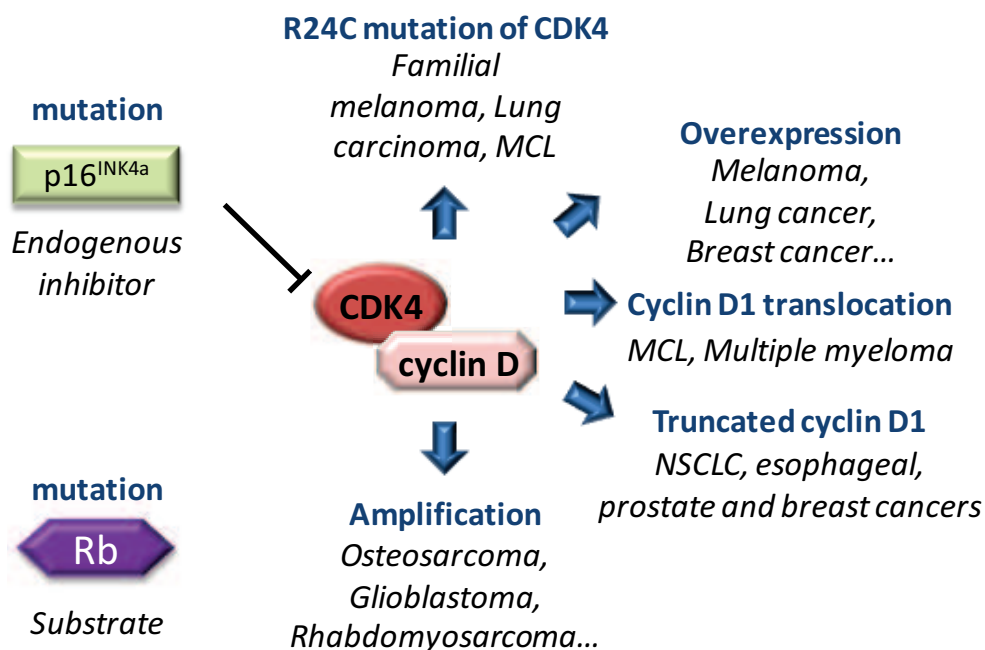 R24C mutation of CDK4
Familial
melanoma, Lung
carcinoma, MCL
mutation
p16INK4a
Endogenous
inhibitor
Overexpression
Melanoma,
Lung cancer,
Breast cancer…
CDK4
cyclin D
Cyclin D1 translocation
MCL, Multiple myeloma
Truncated cyclin D1
NSCLC, esophageal,
prostate and breast cancers
mutation
Rb
Substrate
Amplification
Osteosarcoma,
Glioblastoma,
Rhabdomyosarcoma…